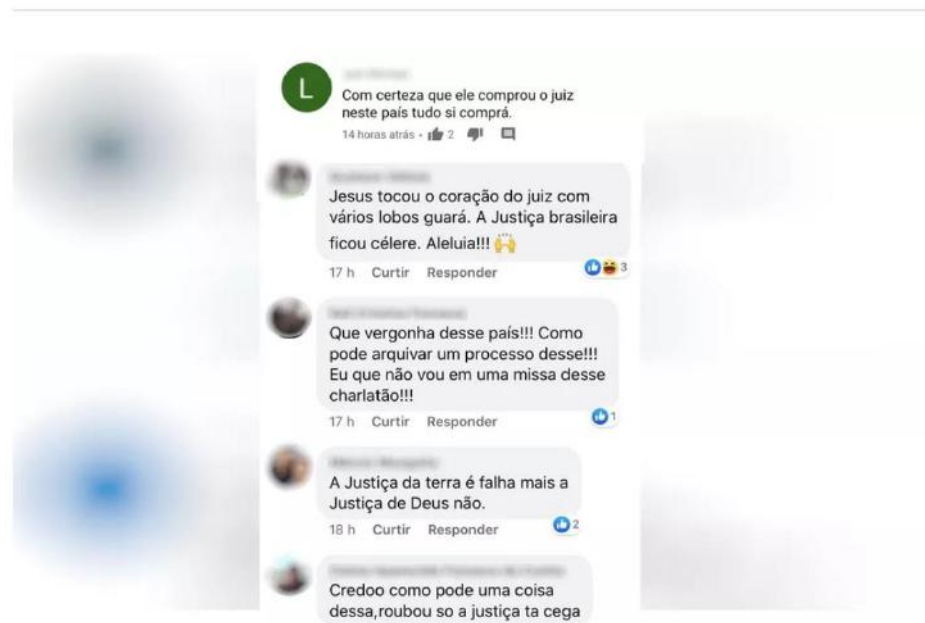 L
Com certeza que ele comprou o juiz
neste país tudo si comprá.
14 horas atrás • 2
Jesus tocou o coração do juiz com
vários lobos guará. A Justiça brasileira
ficou célere. Aleluia!!! 🙌
17 h Curtir Responder 3
Que vergonha desse país!!! Como
pode arquivar um processo desse!!!
Eu que não vou em uma missa desse
charlatão!!!
17 h Curtir Responder 1
A Justiça da terra é falha mais a
Justiça de Deus não.
18 h Curtir Responder 2
Credoo como pode uma coisa
dessa,roubou so a justiça ta cega